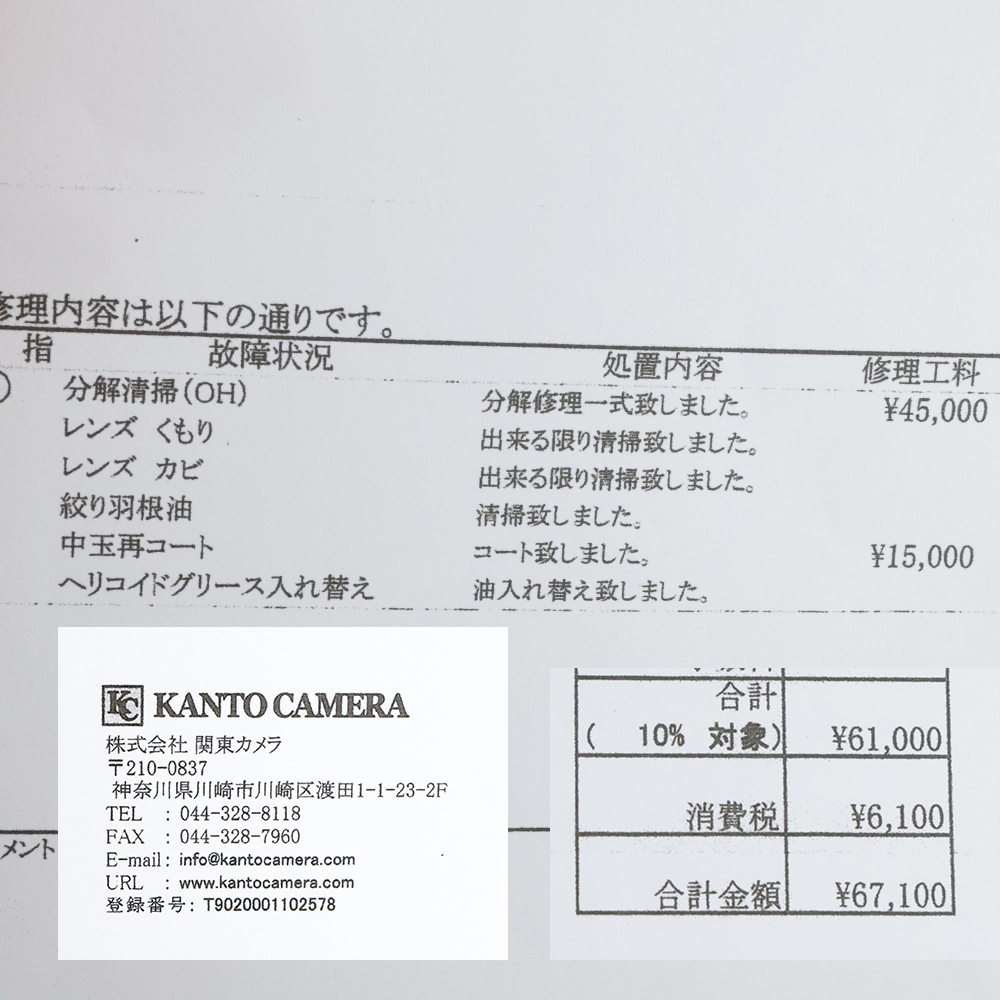 修理内容は以下の通りです。
指 故障状況 処置内容 修理工料
分解清掃(OH) 分解修理一式致しました。 ¥45,000
レンズ くもり 出来る限り清掃致しました。
レンズ カビ 出来る限り清掃致しました。
絞り羽根油 清掃致しました。
中玉再コート コート致しました。 ¥15,000
ヘリコイドグリース入れ替え 油入れ替え致しました。
KC KANTO CAMERA
株式会社 関東カメラ
〒210-0837
神奈川県川崎市川崎区渡田1-1-23-2F
TEL : 044-328-8118
FAX : 044-328-7960
E-mail : info@kantocamera.com
URL : www.kantocamera.com
登録番号: T9020001102578
メント
合計
( 10% 対象) ¥61,000
消費税 ¥6,100
合計金額 ¥67,100